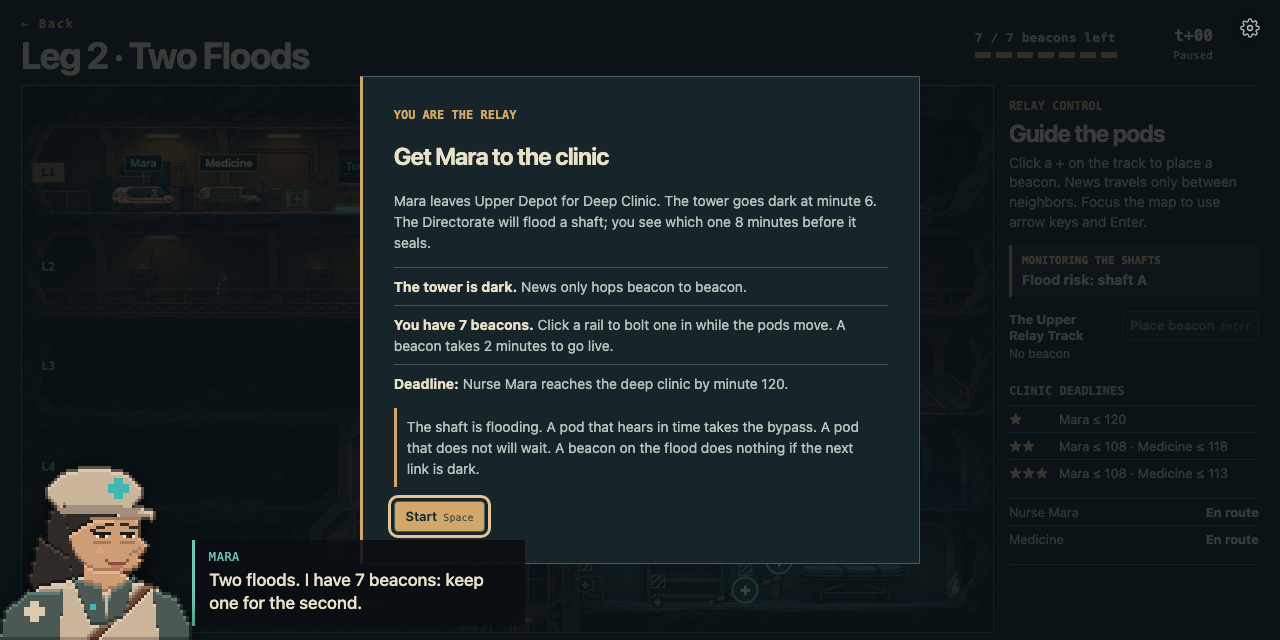 ← Back
Leg 2 · Two Floods
7 / 7 beacons left
t+00
Paused
YOU ARE THE RELAY
Get Mara to the clinic
Mara leaves Upper Depot for Deep Clinic. The tower goes dark at minute 6.
The Directorate will flood a shaft; you see which one 8 minutes before it
seals.
The tower is dark. News only hops beacon to beacon.
You have 7 beacons. Click a rail to bolt one in while the pods move. A
beacon takes 2 minutes to go live.
Deadline: Nurse Mara reaches the deep clinic by minute 120.
The shaft is flooding. A pod that hears in time takes the bypass. A pod
that does not will wait. A beacon on the flood does nothing if the next
link is dark.
Start Space
L1
Mara
Medicine
L2
L3
L4
MARA
Two floods. I have 7 beacons: keep
one for the second.
RELAY CONTROL
Guide the pods
Click a + on the track to place a
beacon. News travels only between
neighbors. Focus the map to use
arrow keys and Enter.
MONITORING THE SHAFTS
Flood risk: shaft A
The Upper
Relay Track
No beacon
Place beacon Enter
CLINIC DEADLINES
★ Mara ≤ 120
★★ Mara ≤ 108 · Medicine ≤ 118
★★★ Mara ≤ 108 · Medicine ≤ 113
Nurse Mara En route
Medicine En route